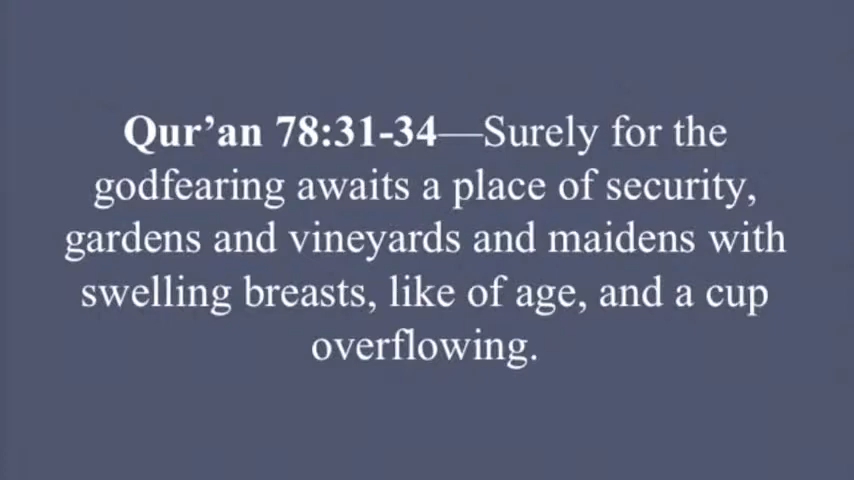 Qur’an 78:31-34—Surely for the
godfearing awaits a place of security,
gardens and vineyards and maidens with
swelling breasts, like of age, and a cup
overflowing.